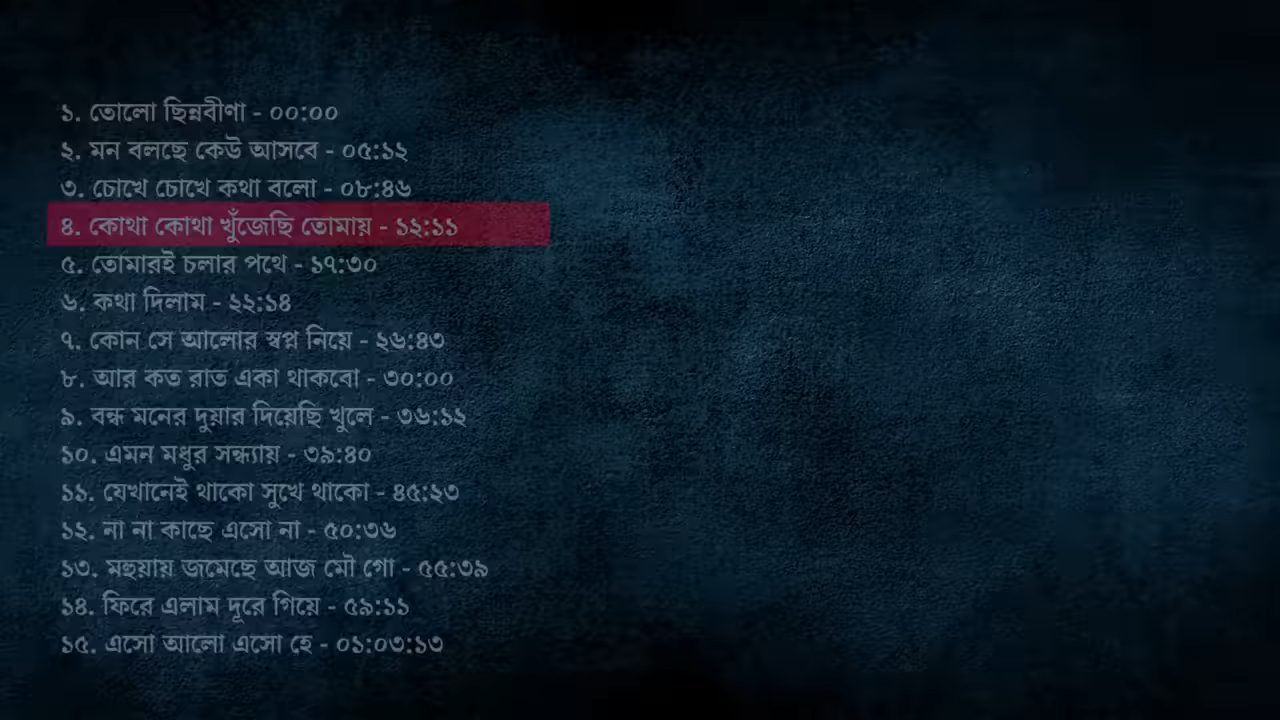 ১. তোলো ছিন্নবীণা - ০০:০০
২. মন বলছে কেউ আসবে - ০৫:১২
৩. চোখে চোখে কথা বলো - ০৮:৪৬
৪. কোথা কোথা খুঁজেছি তোমায় - ১২:১১
৫. তোমারই চলার পথে - ১৭:৩০
৬. কথা দিলাম - ২২:১৪
৭. কোন সে আলোর স্বপ্ন নিয়ে - ২৬:৪৩
৮. আর কত রাত একা থাকবো - ৩০:০০
৯. বন্ধ মনের দুয়ার দিয়েছি খুলে - ৩৬:১২
১০. এমন মধুর সন্ধ্যায় - ৩৯:৪০
১১. যেখানেই থাকো সুখে থাকো - ৪৫:২৩
১২. না না কাছে এসো না - ৫০:৩৬
১৩. মহুয়ায় জমেছে আজ মৌ গো - ৫৫:৩৯
১৪. ফিরে এলাম দূরে গিয়ে - ৫৯:১১
১৫. এসো আলো এসো হে - ০১:০৩:১৩